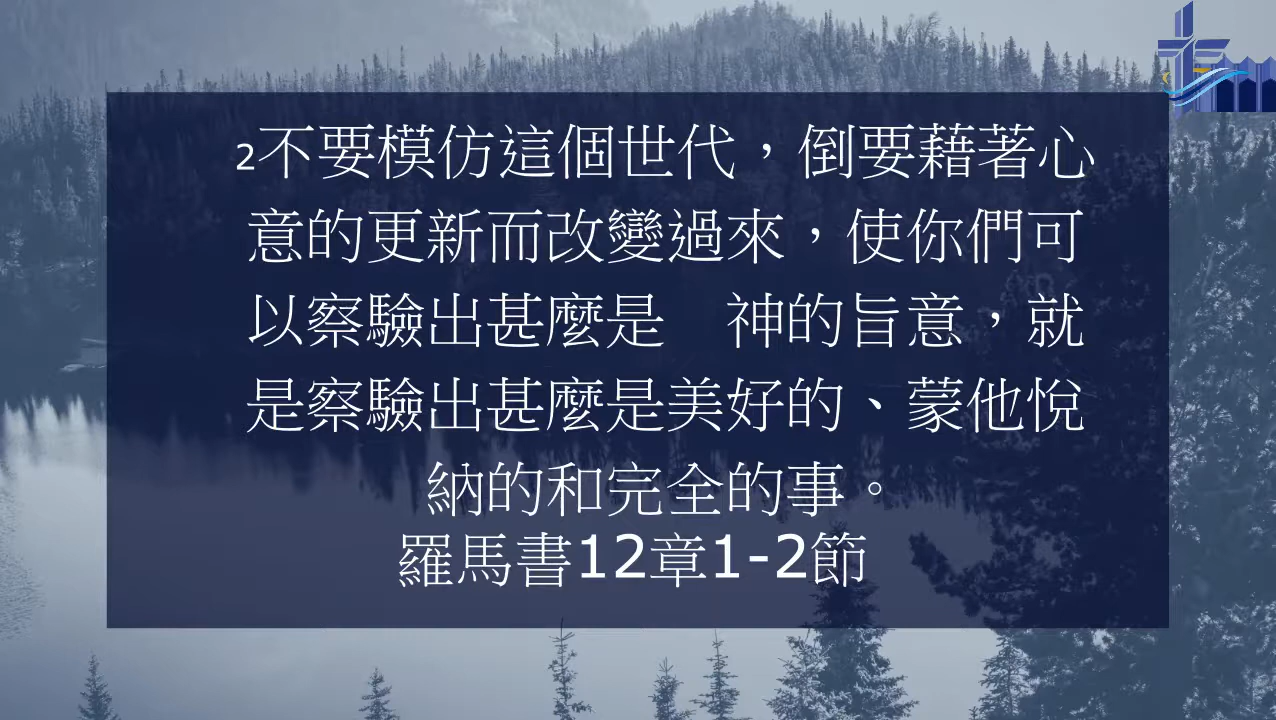 2不要模仿這個世代，倒要藉著心
意的更新而改變過來，使你們可
以察驗出甚麼是　神的旨意，就
是察驗出甚麼是美好的、蒙他悅
納的和完全的事。
羅馬書12章1-2節